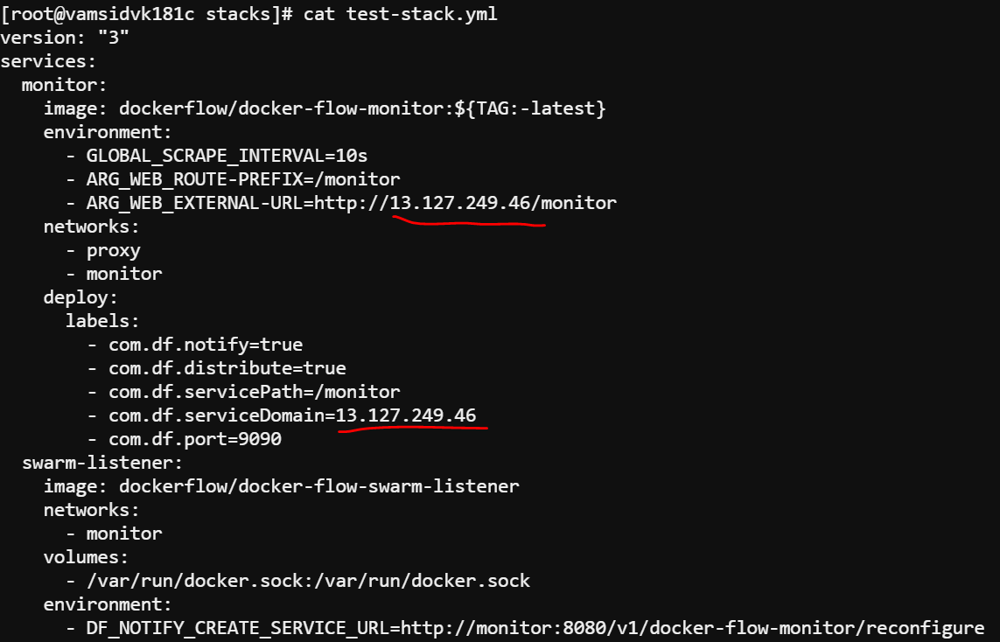 [root@vamsidvk181c stacks]# cat test-stack.yml
version: "3"
services:
  monitor:
    image: dockerflow/docker-flow-monitor:${TAG:-latest}
    environment:
      - GLOBAL_SCRAPE_INTERVAL=10s
      - ARG_WEB_ROUTE-PREFIX=/monitor
      - ARG_WEB_EXTERNAL-URL=http://13.127.249.46/monitor
    networks:
      - proxy
      - monitor
    deploy:
      labels:
        - com.df.notify=true
        - com.df.distribute=true
        - com.df.servicePath=/monitor
        - com.df.serviceDomain=13.127.249.46
        - com.df.port=9090
  swarm-listener:
    image: dockerflow/docker-flow-swarm-listener
    networks:
      - monitor
    volumes:
      - /var/run/docker.sock:/var/run/docker.sock
    environment:
      - DF_NOTIFY_CREATE_SERVICE_URL=http://monitor:8080/v1/docker-flow-monitor/reconfigure